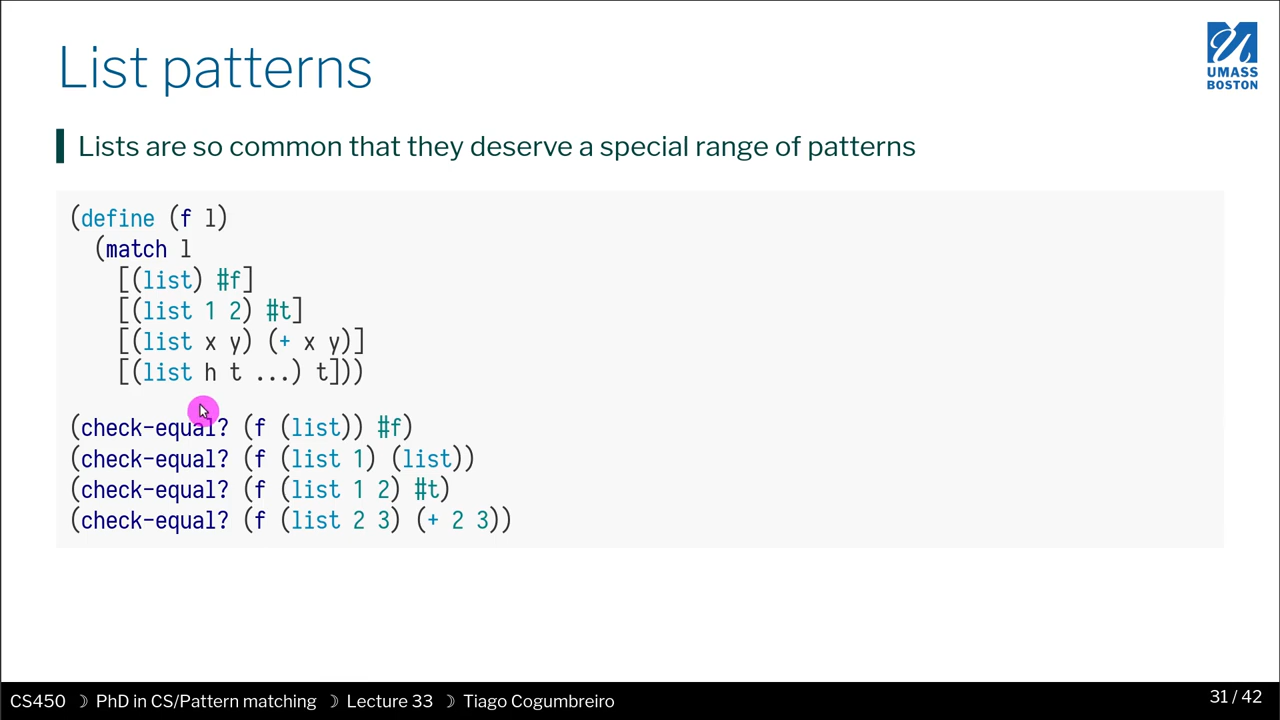 List patterns
UMASS
BOSTON
Lists are so common that they deserve a special range of patterns
(define (f l)
  (match l
    [(list) #f]
    [(list 1 2) #t]
    [(list x y) (+ x y)]
    [(list h t ...) t]))
(check-equal? (f (list)) #f)
(check-equal? (f (list 1) (list))
(check-equal? (f (list 1 2) #t)
(check-equal? (f (list 2 3) (+ 2 3))
CS450 ☽ PhD in CS/Pattern matching ☽ Lecture 33 ☽ Tiago Cogumbreiro
31 / 42